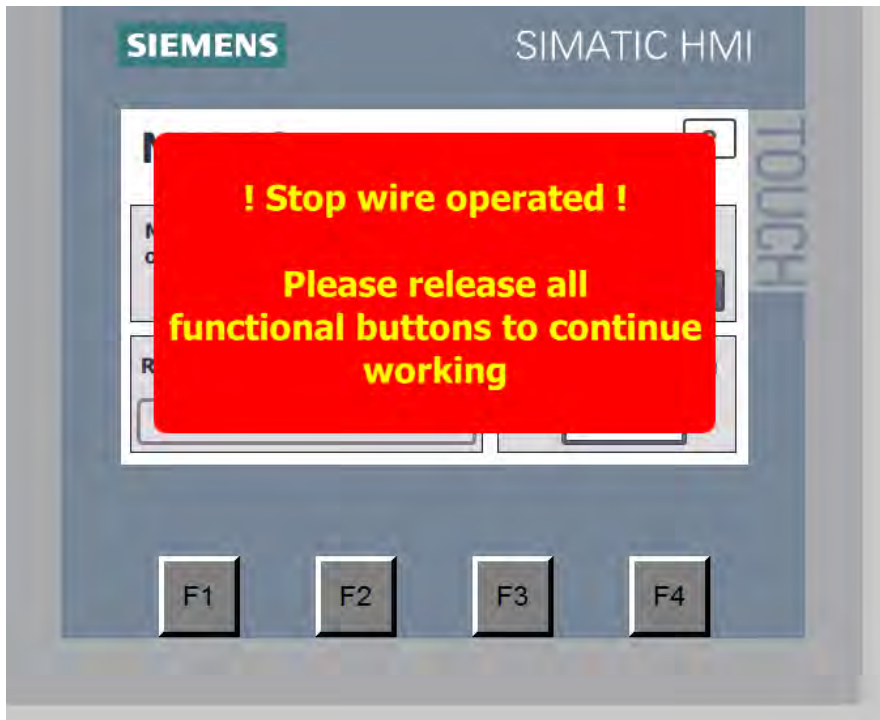 SIEMENS
SIMATIC HMI
TOUCH
! Stop wire operated !
Please release all
functional buttons to continue
working
F1
F2
F3
F4